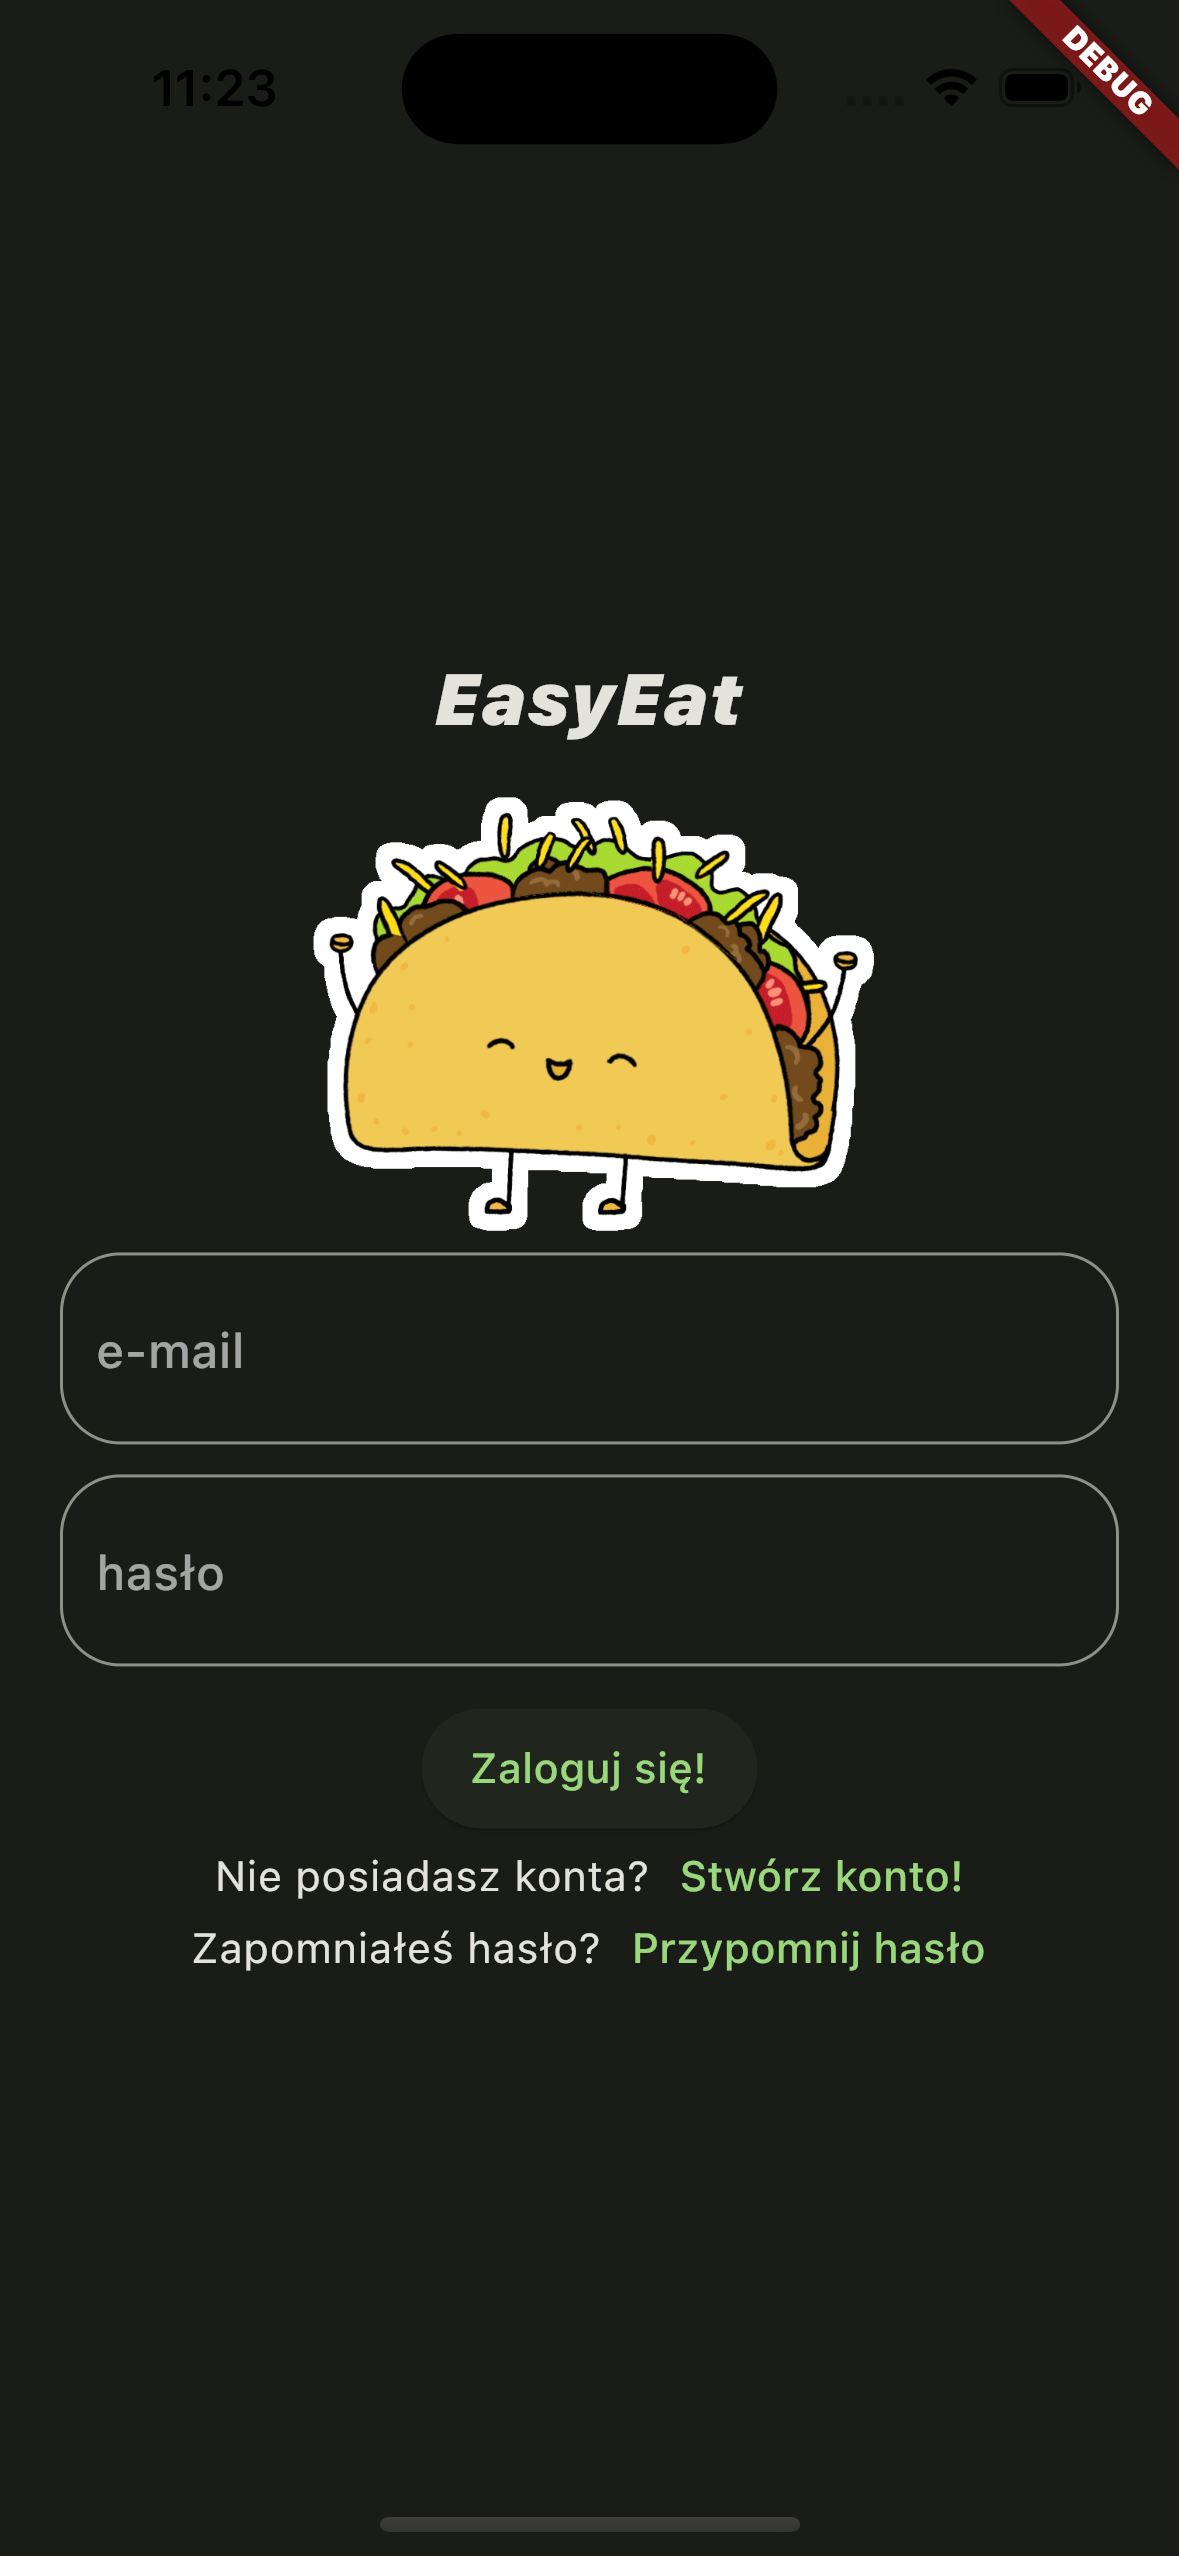 11:23
DEBUG
EasyEat
e-mail
hasło
Zaloguj się!
Nie posiadasz konta? Stwórz konto!
Zapomniałeś hasło? Przypomnij hasło